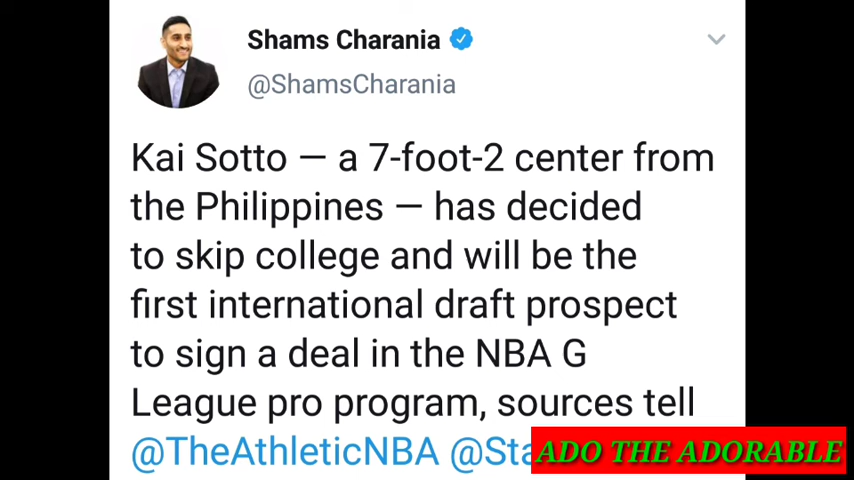 Shams Charania
@ShamsCharania
Kai Sotto — a 7-foot-2 center from
the Philippines — has decided
to skip college and will be the
first international draft prospect
to sign a deal in the NBA G
League pro program, sources tell
@TheAthleticNBA @Sta
ADO THE ADORABLE